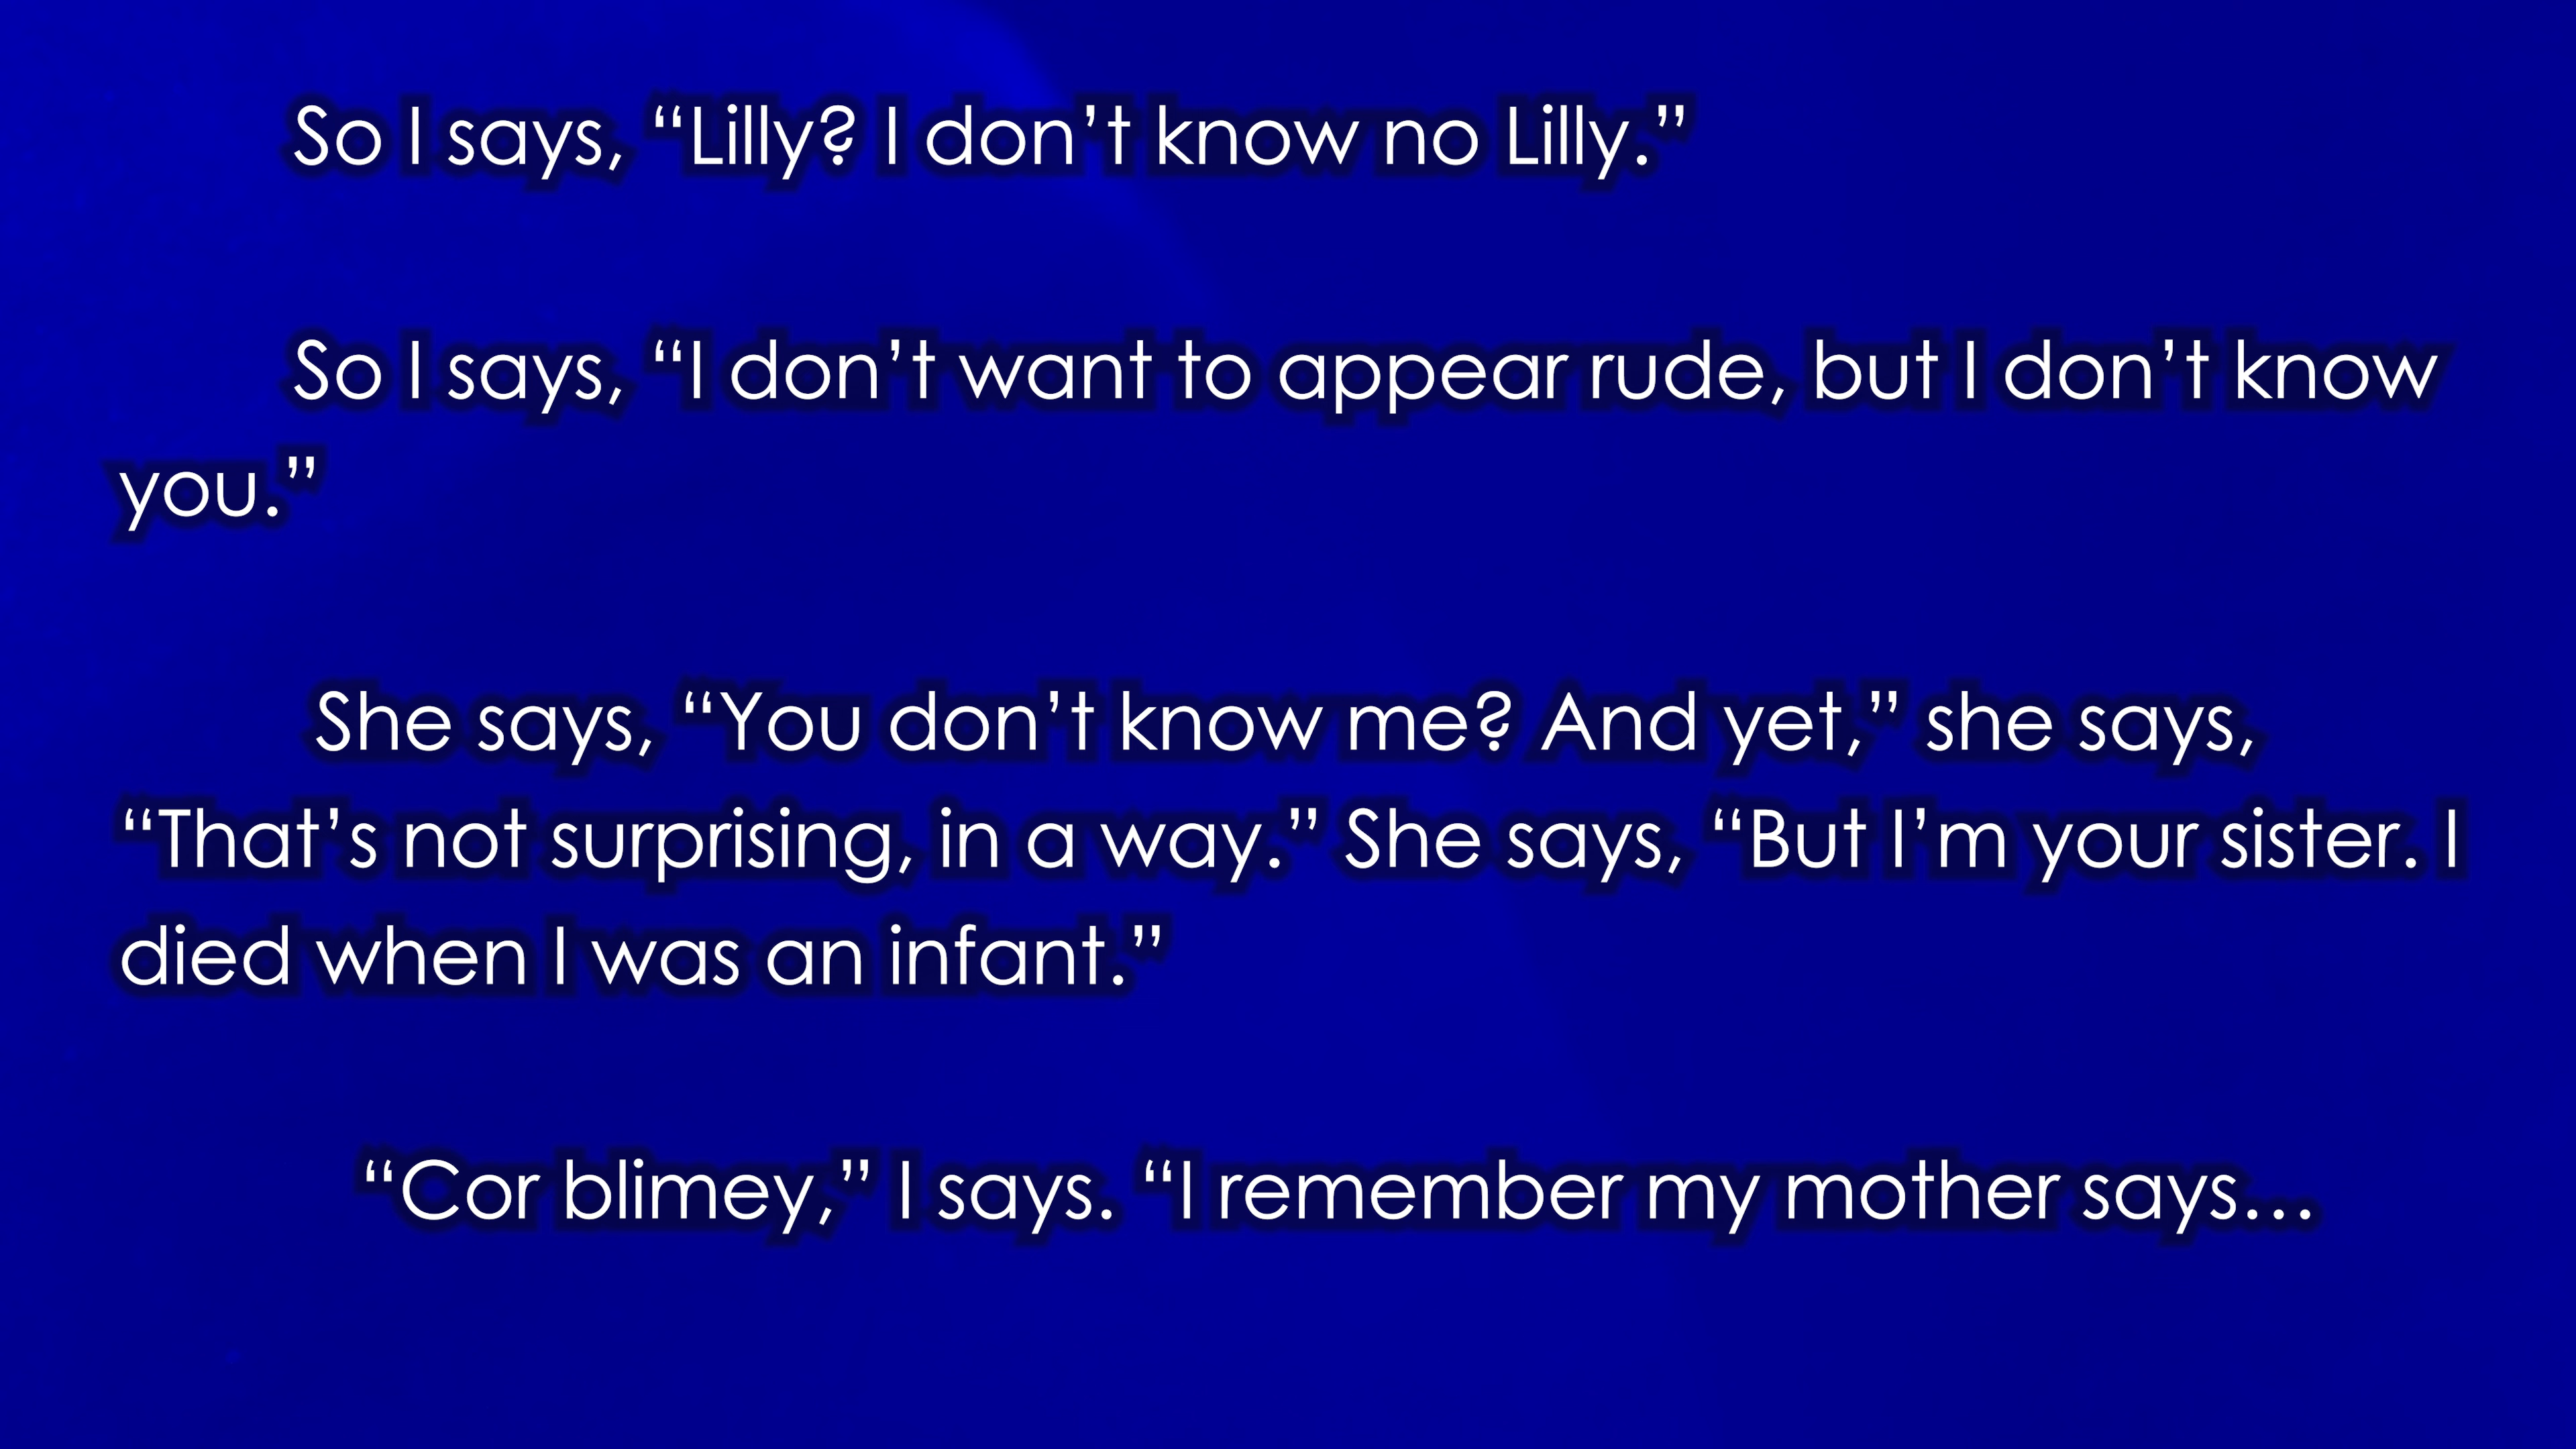 So I says, “Lilly? I don’t know no Lilly.”
So I says, “I don’t want to appear rude, but I don’t know
you.”
She says, “You don’t know me? And yet,” she says,
“That’s not surprising, in a way.” She says, “But I’m your sister. I
died when I was an infant.”
“Cor blimey,” I says. “I remember my mother says…